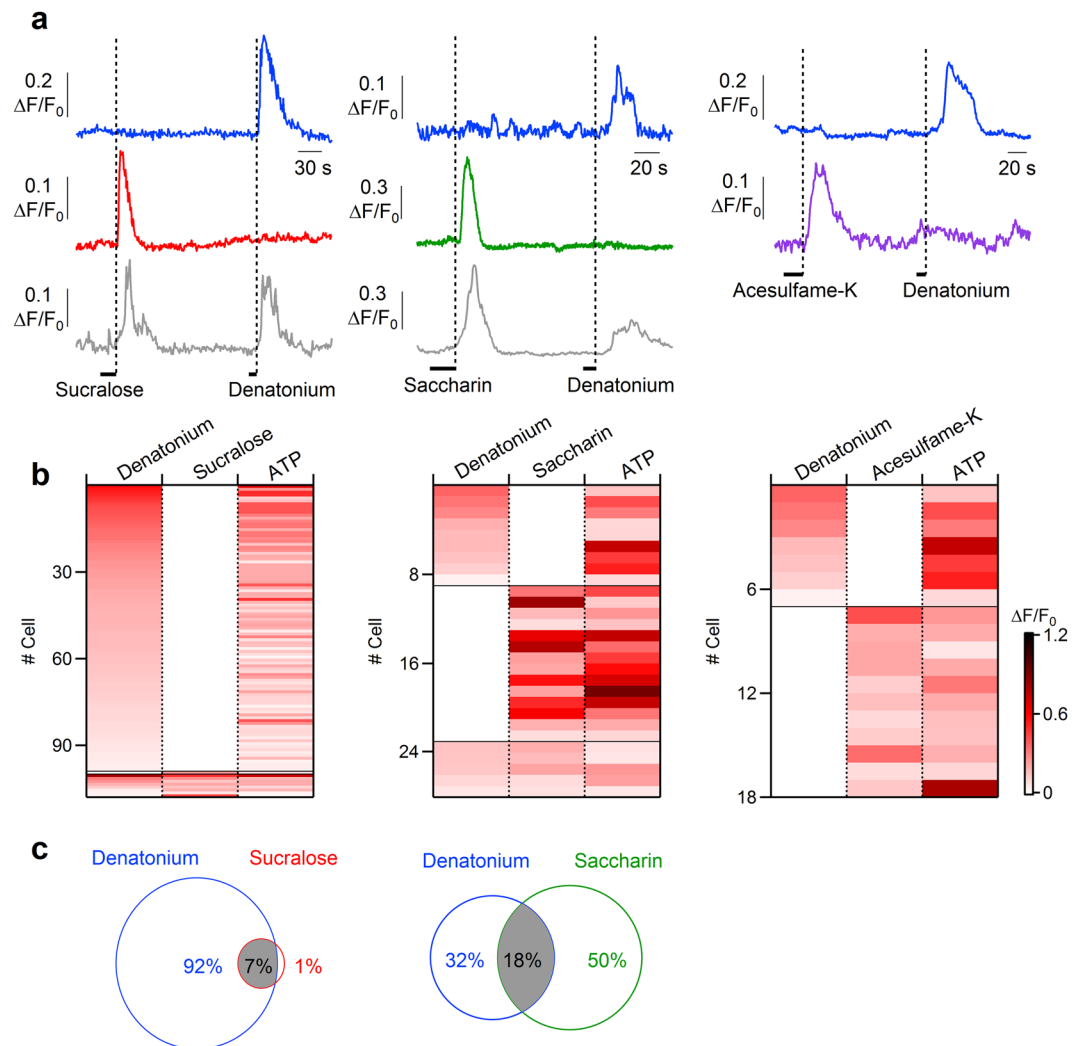 a
0.2
ΔF/F0
30 s
0.1
ΔF/F0
0.1
ΔF/F0
Sucralose
Denatonium
0.1
ΔF/F0
20 s
0.3
ΔF/F0
0.3
ΔF/F0
Saccharin
Denatonium
0.2
ΔF/F0
20 s
0.1
ΔF/F0
Acesulfame-K
Denatonium
b
Denatonium
Sucralose
ATP
# Cell
30
60
90
Denatonium
Saccharin
ATP
# Cell
8
16
24
Denatonium
Acesulfame-K
ATP
# Cell
6
12
18
ΔF/F0
1.2
0.6
0
c
Denatonium
Sucralose
92%
7%
1%
Denatonium
Saccharin
32%
18%
50%